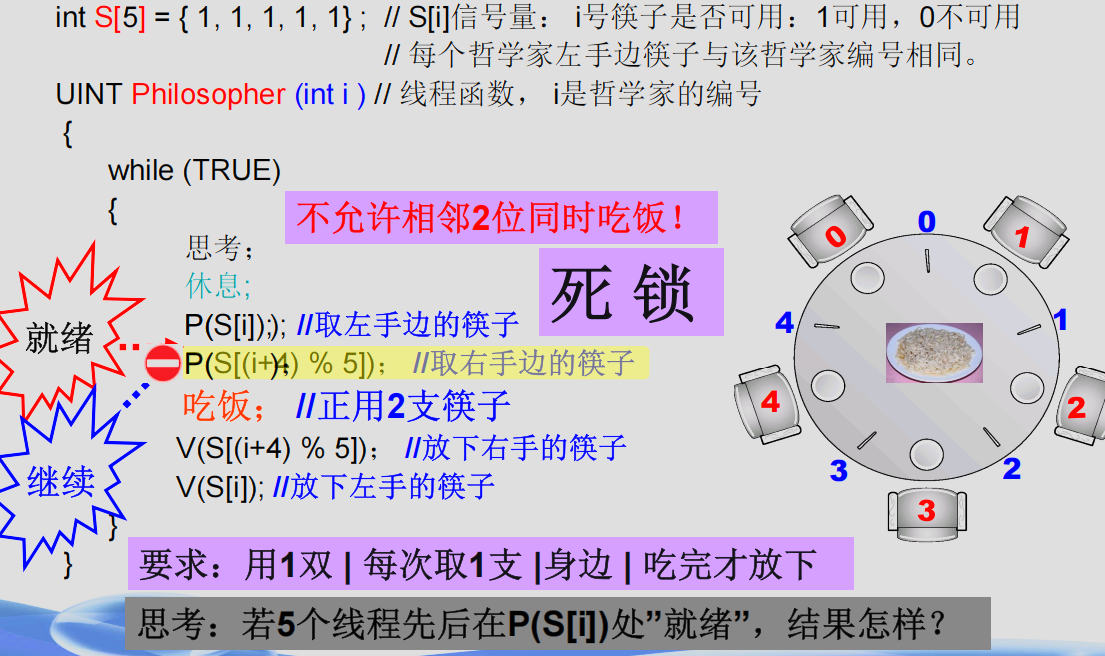 int S[5] = { 1, 1, 1, 1, 1} ; // S[i]信号量： i号筷子是否可用：1可用，0不可用
// 每个哲学家左手边筷子与该哲学家编号相同。
UINT Philosopher (int i ) // 线程函数， i是哲学家的编号
{
while (TRUE)
{
不允许相邻2位同时吃饭！
思考；
休息;
死 锁
P(S[i]); //取左手边的筷子
就绪
P(S[(i+4) % 5]); //取右手边的筷子
吃饭； //正用2支筷子
V(S[(i+4) % 5]); //放下右手的筷子
继续
V(S[i]); //放下左手的筷子
}
}
0
0
1
4
1
4
2
3
2
3
要求：用1双 | 每次取1支 |身边 | 吃完才放下
思考：若5个线程先后在P(S[i])处”就绪”，结果怎样？